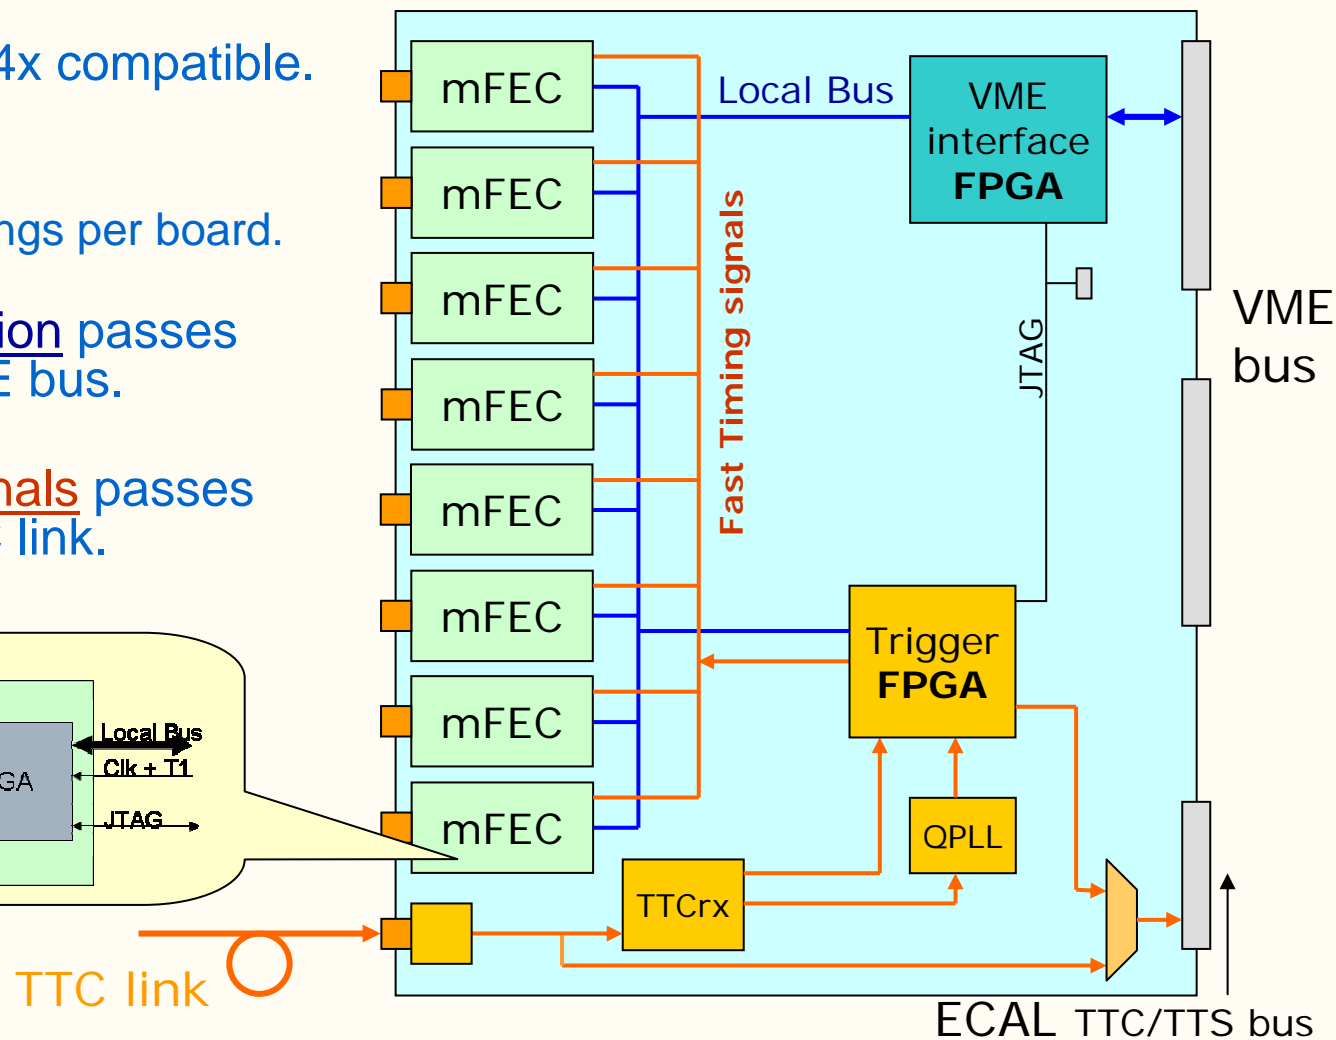 4x compatible.
ngs per board.
ion passes
E bus.
nals passes
C link.
GA
Local Bus
Clk + T1
JTAG
TTC link
mFEC
mFEC
mFEC
mFEC
mFEC
mFEC
mFEC
mFEC
Local Bus
Fast Timing signals
VME
interface
FPGA
JTAG
VME
bus
Trigger
FPGA
QPLL
TTCrx
ECAL TTC/TTS bus